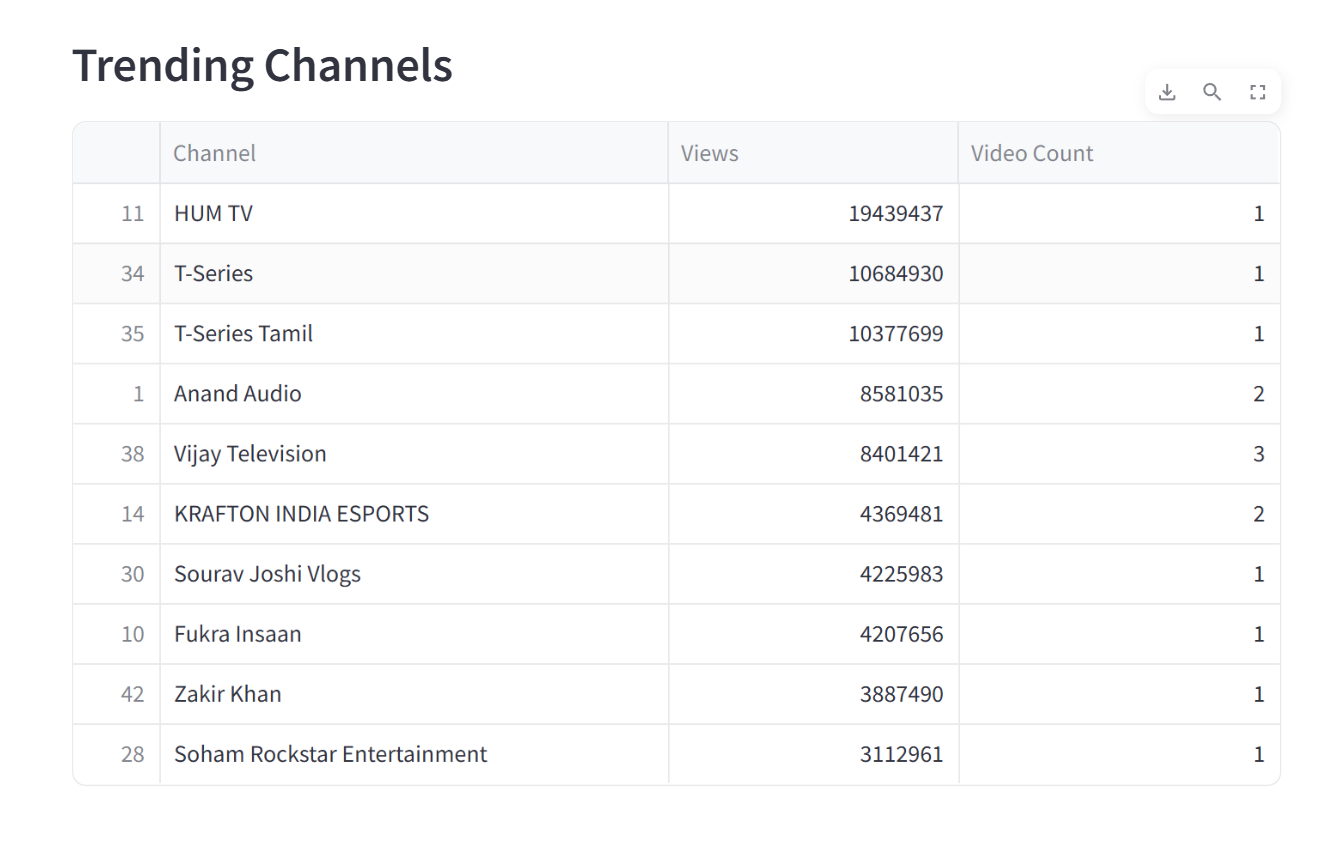 Trending Channels
Channel Views Video Count
11 HUM TV 19439437 1
34 T-Series 10684930 1
35 T-Series Tamil 10377699 1
1 Anand Audio 8581035 2
38 Vijay Television 8401421 3
14 KRAFTON INDIA ESPORTS 4369481 2
30 Sourav Joshi Vlogs 4225983 1
10 Fukra Insaan 4207656 1
42 Zakir Khan 3887490 1
28 Soham Rockstar Entertainment 3112961 1